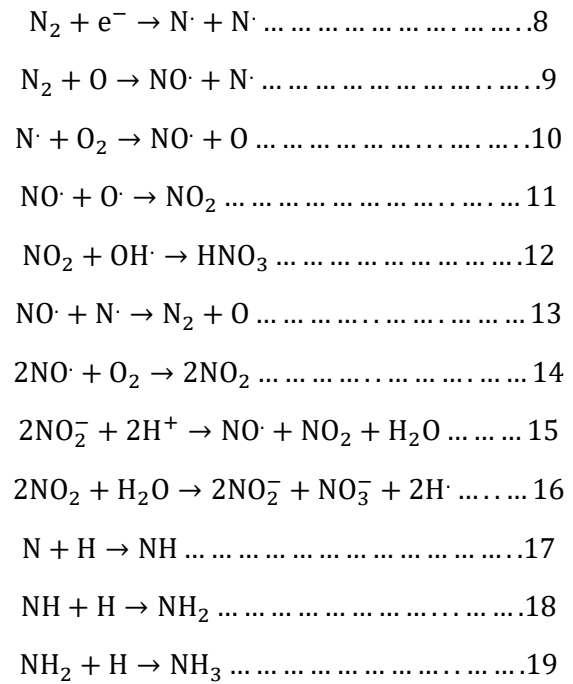 N₂ + e⁻ → N· + N· … … … … … … …. … …..8
N₂ + O → NO· + N· … … … … … … … … . . …..9
N· + O₂ → NO· + O … … … … … … . . . … . … ….10
NO· + O· → NO₂ … … … … … … … …. . . … . … 11
NO₂ + OH· → HNO₃ … … … … … … … … ….12
NO· + N· → N₂ + O … … … . . … … …. … … … 13
2NO· + O₂ → 2NO₂ … … … . . … … … …. … 14
2NO₂⁻ + 2H⁺ → NO· + NO₂ + H₂O … … … 15
2NO₂ + H₂O → 2NO₂⁻ + NO₃⁻ + 2H· …. . … 16
N + H → NH … … … … … … … … … … . . ….17
NH + H → NH₂ … … … … … … … . . . … ….18
NH₂ + H → NH₃ … … … … … … … . . … ….19